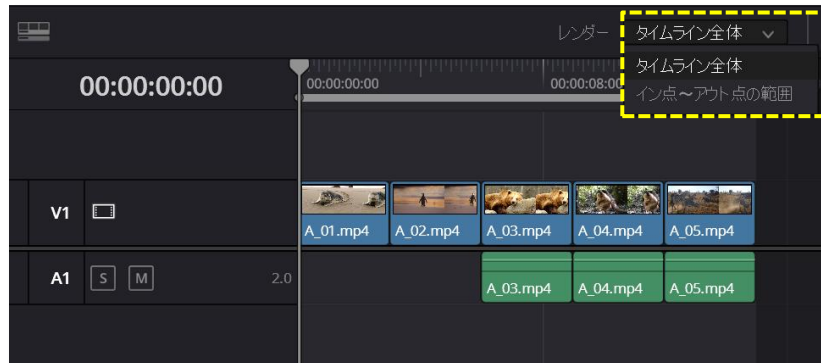 レンダー タイムライン全体
タイムライン全体
イン点～アウト点の範囲
00:00:00:00
00:00:00:00 00:00:08:00
V1
A_01.mp4 A_02.mp4 A_03.mp4 A_04.mp4 A_05.mp4
A1 S M 2.0
A_03.mp4 A_04.mp4 A_05.mp4